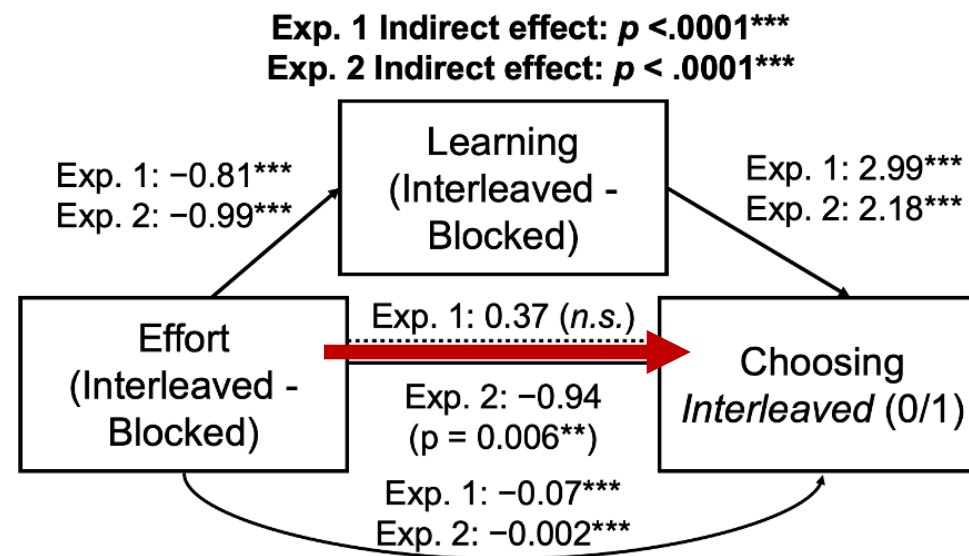 Exp. 1 Indirect effect: p <.0001***
Exp. 2 Indirect effect: p < .0001***
Learning
(Interleaved -
Blocked)
Exp. 1: −0.81***
Exp. 2: −0.99***
Exp. 1: 2.99***
Exp. 2: 2.18***
Effort
(Interleaved -
Blocked)
Exp. 1: 0.37 (n.s.)
Exp. 2: −0.94
(p = 0.006**)
Choosing
Interleaved (0/1)
Exp. 1: −0.07***
Exp. 2: −0.002***